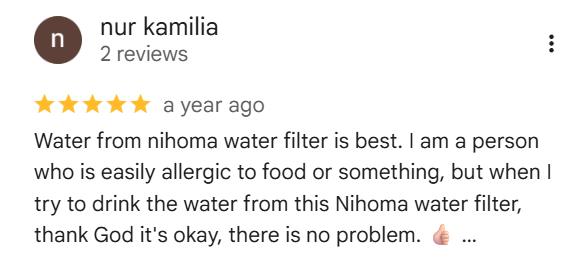 n
nur kamilia
2 reviews
a year ago
Water from nihoma water filter is best. I am a person
who is easily allergic to food or something, but when I
try to drink the water from this Nihoma water filter,
thank God it's okay, there is no problem. 👍🏻 ...